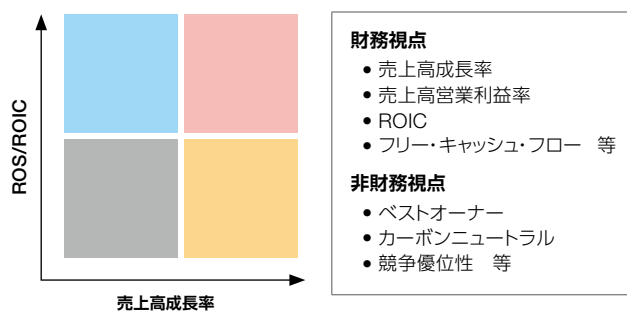 ROS/ROIC
売上高成長率
財務視点
• 売上高成長率
• 売上高営業利益率
• ROIC
• フリー・キャッシュ・フロー 等
非財務視点
• ベストオーナー
• カーボンニュートラル
• 競争優位性 等